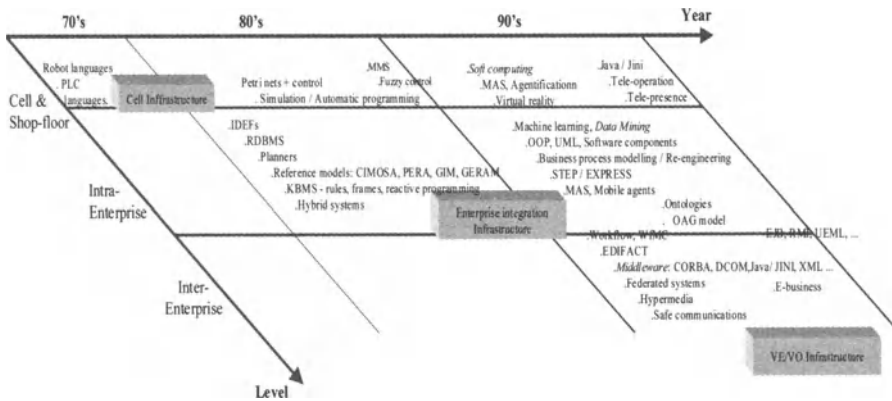 70's 80's 90's Year
Robot languages
. PLC
languages.
Cell Infrastructure
Petri nets + control
.Simulation / Automatic programming
.MMS
.Fuzzy control
.Soft computing
.MAS, Agentificationn
.Virtual reality
.Java / Jini
.Tele-operation
.Tele-presence
Cell &
Shop-floor
.IDEFs
.RDBMS
.Planners
.Reference models: CIMOSA, PERA, GIM, GERAM
.KBMS - rules, frames, reactive programming
.Hybrid systems
.Machine learning, Data Mining
.OOP, UML, Software components
.Business process modelling / Re-engineering
.STEP / EXPRESS
.MAS, Mobile agents
.Ontologies
. OAG model
Intra-
Enterprise
Enterprise integration
Infrastructure
.Workflow, WfMC
.EDIFACT
.Middleware: CORBA, DCOM,Java/ JINI, XML ...
.Federated systems
.Hypermedia
.Safe communications
EJB, RMI, UEML, ...
.E-business
Inter-
Enterprise
VE/VO Infrastructure
Level